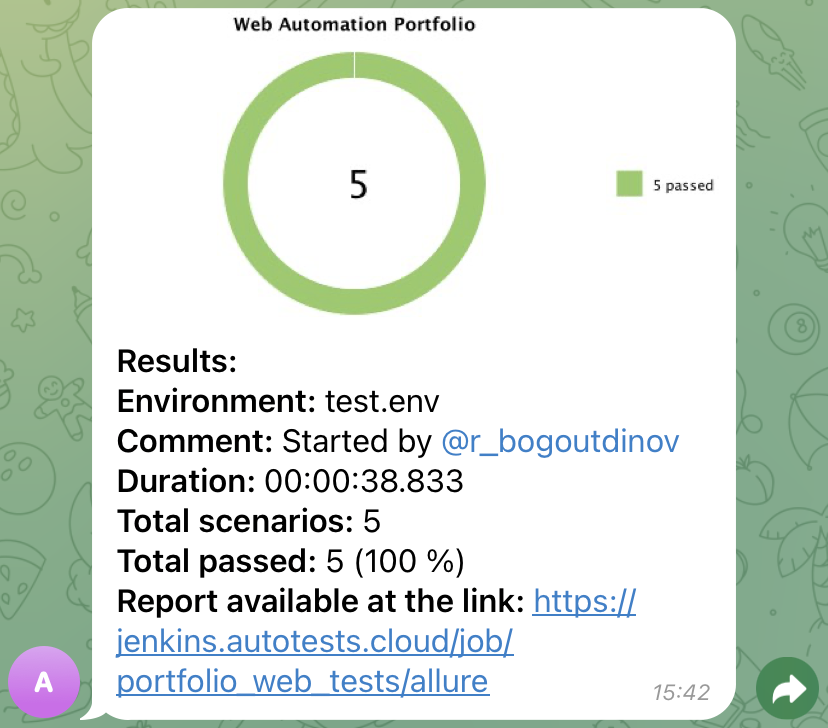 Web Automation Portfolio
5
5 passed
Results:
Environment: test.env
Comment: Started by @r_bogoutdinov
Duration: 00:00:38.833
Total scenarios: 5
Total passed: 5 (100 %)
Report available at the link: https://
jenkins.autotests.cloud/job/
portfolio_web_tests/allure
15:42
A
8